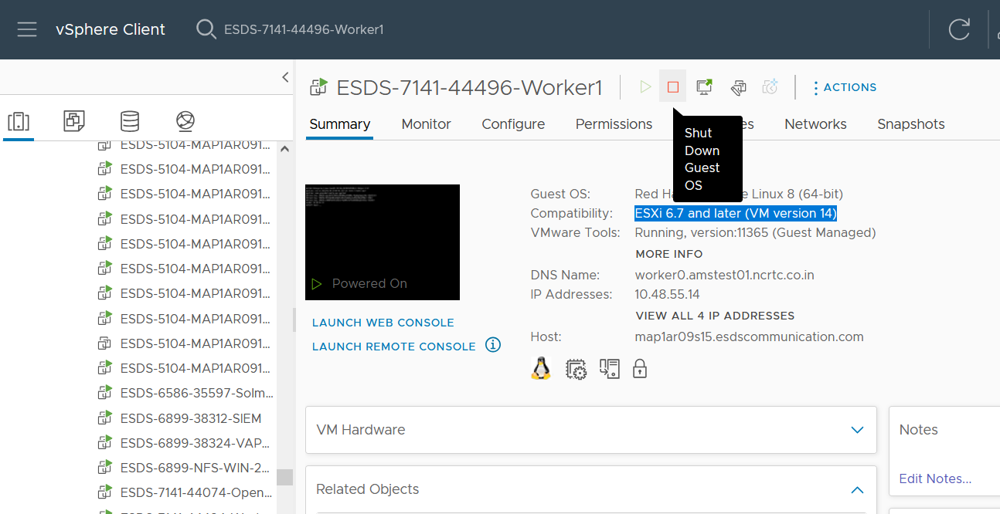 vSphere Client
ESDS-7141-44496-Worker1
ESDS-5104-MAP1AR091...
ESDS-5104-MAP1AR091...
ESDS-5104-MAP1AR091...
ESDS-5104-MAP1AR091...
ESDS-5104-MAP1AR091...
ESDS-5104-MAP1AR091...
ESDS-5104-MAP1AR091...
ESDS-5104-MAP1AR091...
ESDS-5104-MAP1AR091...
ESDS-5104-MAP1AR091...
ESDS-6586-35597-Solm...
ESDS-6899-38312-SIEM
ESDS-6899-38324-VAP...
ESDS-6899-NFS-WIN-2...
ESDS-7141-44074-Open...
ESDS-7141-44496-Worker1
ACTIONS
Summary Monitor Configure Permissions es Networks Snapshots
Shut
Down
Guest
OS
Powered On
LAUNCH WEB CONSOLE
LAUNCH REMOTE CONSOLE
Guest OS: Red Ha e Linux 8 (64-bit)
Compatibility: ESXi 6.7 and later (VM version 14)
VMware Tools: Running, version:11365 (Guest Managed)
MORE INFO
DNS Name: worker0.amstest01.ncrtc.co.in
IP Addresses: 10.48.55.14
VIEW ALL 4 IP ADDRESSES
Host: map1ar09s15.esdscommunication.com
VM Hardware
Related Objects
Notes
Edit Notes...